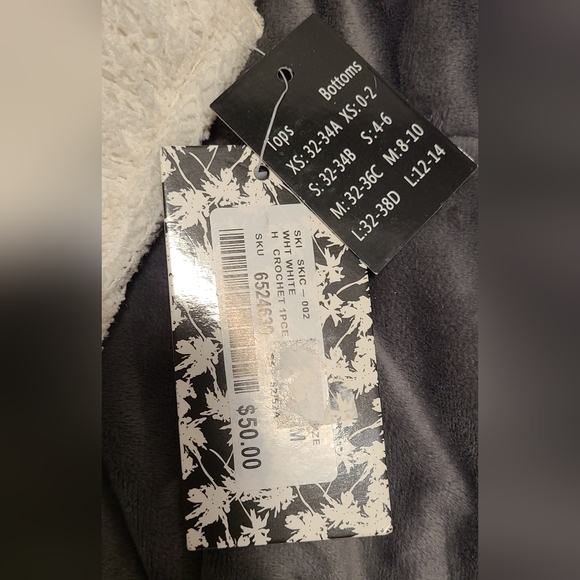 Tops Bottoms
XS: 32-34A XS: 0-2
S: 32-34B S: 4-6
M: 32-36C M: 8-10
L: 32-38D L: 12-14
SKI SKIC-002
WHT WHITE
H CROCHET 1PCE
SKU
M
$50.00